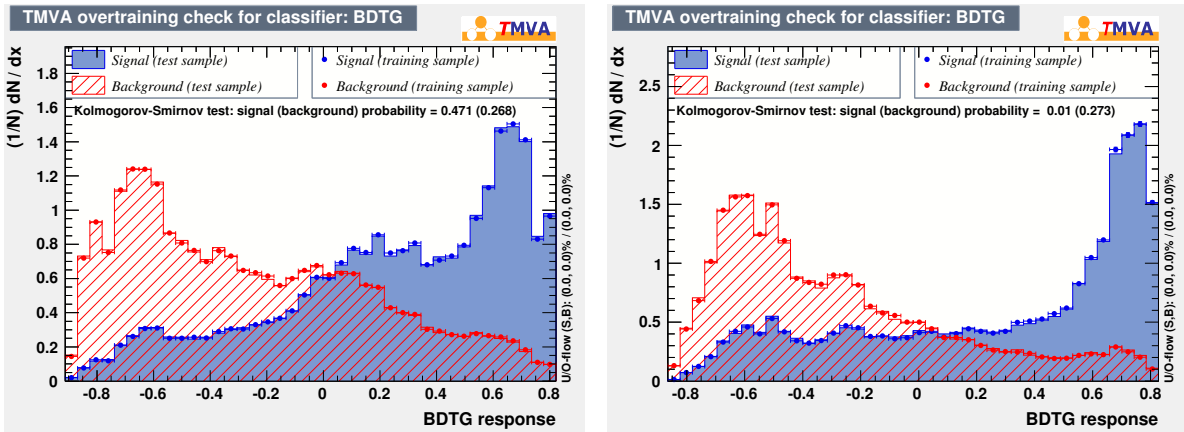 TMVA overtraining check for classifier: BDTG
TMVA
Signal (test sample)
Background (test sample)
Signal (training sample)
Background (training sample)
Kolmogorov-Smirnov test: signal (background) probability = 0.471 (0.268)
(1/N) dN / dx
1.8
1.6
1.4
1.2
1
0.8
0.6
0.4
0.2
0
-0.8 -0.6 -0.4 -0.2 0 0.2 0.4 0.6 0.8
BDTG response
U/O-flow (S,B): (0.0, 0.0)% / (0.0, 0.0)%
TMVA overtraining check for classifier: BDTG
TMVA
Signal (test sample)
Background (test sample)
Signal (training sample)
Background (training sample)
Kolmogorov-Smirnov test: signal (background) probability = 0.01 (0.273)
(1/N) dN / dx
2.5
2
1.5
1
0.5
0
-0.8 -0.6 -0.4 -0.2 0 0.2 0.4 0.6 0.8
BDTG response
U/O-flow (S,B): (0.0, 0.0)% / (0.0, 0.0)%